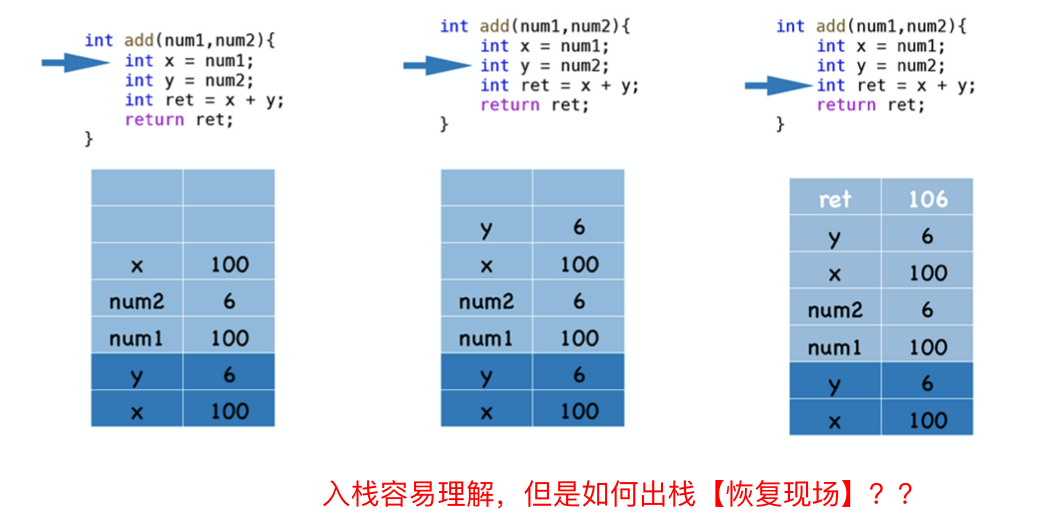 int add(num1,num2){
int x = num1;
int y = num2;
int ret = x + y;
return ret;
}
x 100
num2 6
num1 100
y 6
x 100
int add(num1,num2){
int x = num1;
int y = num2;
int ret = x + y;
return ret;
}
y 6
x 100
num2 6
num1 100
y 6
x 100
int add(num1,num2){
int x = num1;
int y = num2;
int ret = x + y;
return ret;
}
ret 106
y 6
x 100
num2 6
num1 100
y 6
x 100
入栈容易理解，但是如何出栈【恢复现场】？？